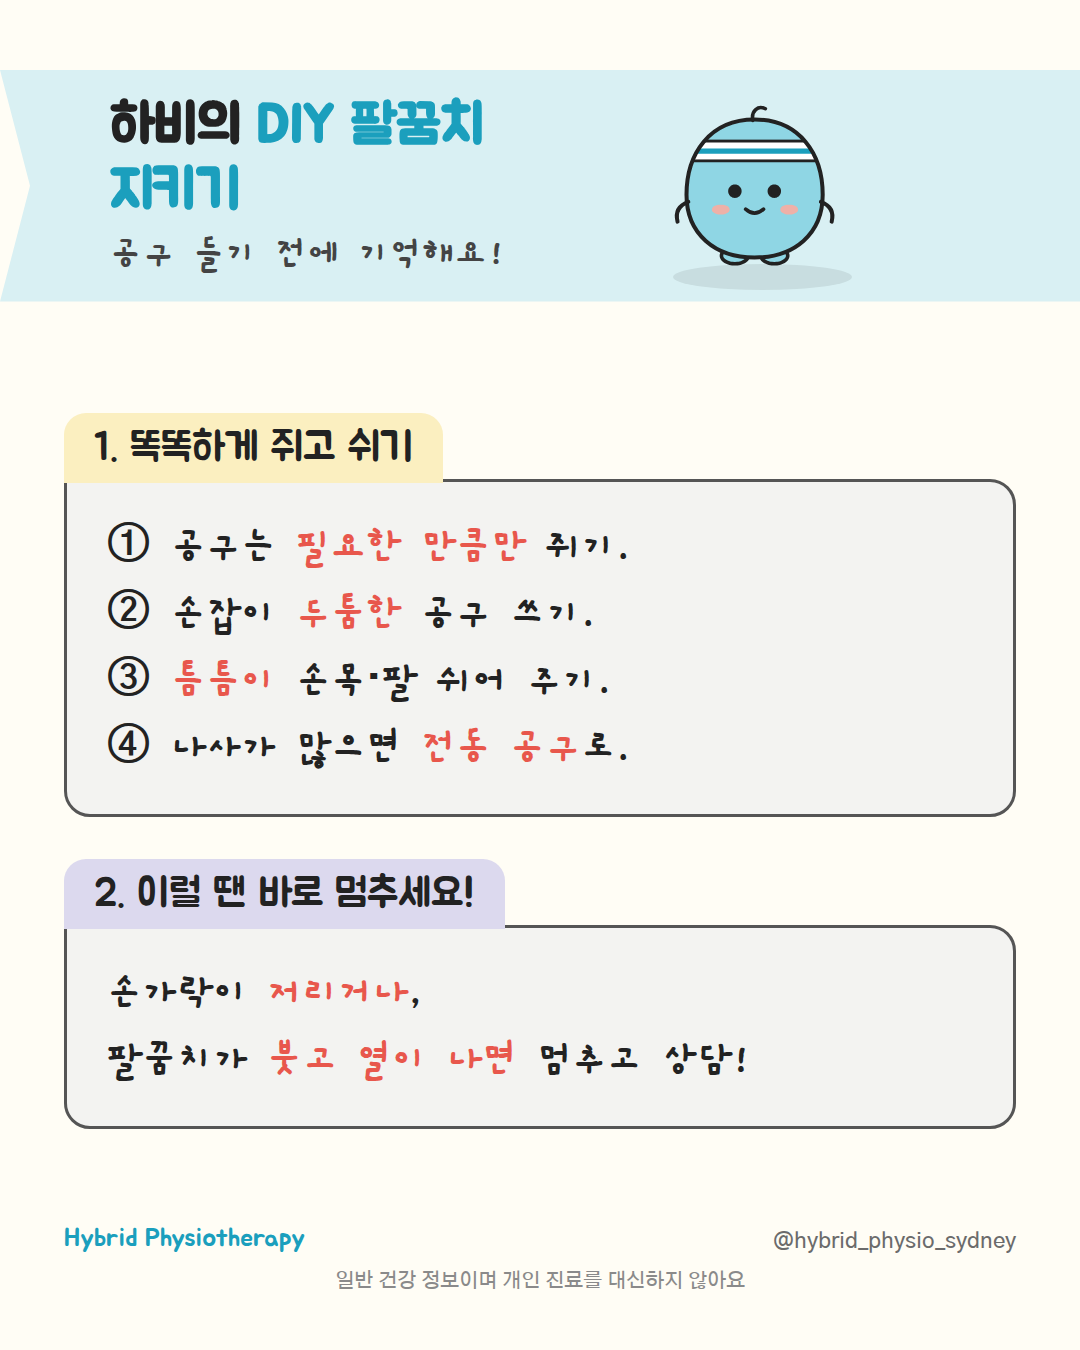 하비의 DIY 팔꿈치
지키기
공구 들기 전에 기억해요!
1. 똑똑하게 쥐고 쉬기
① 공구는 필요한 만큼만 쥐기.
② 손잡이 두툼한 공구 쓰기.
③ 틈틈이 손목·팔 쉬어 주기.
④ 나사가 많으면 전동 공구로.
2. 이럴 땐 바로 멈추세요!
손가락이 저리거나,
팔꿈치가 붓고 열이 나면 멈추고 상담!
Hybrid Physiotherapy
@hybrid_physio_sydney
일반 건강 정보이며 개인 진료를 대신하지 않아요